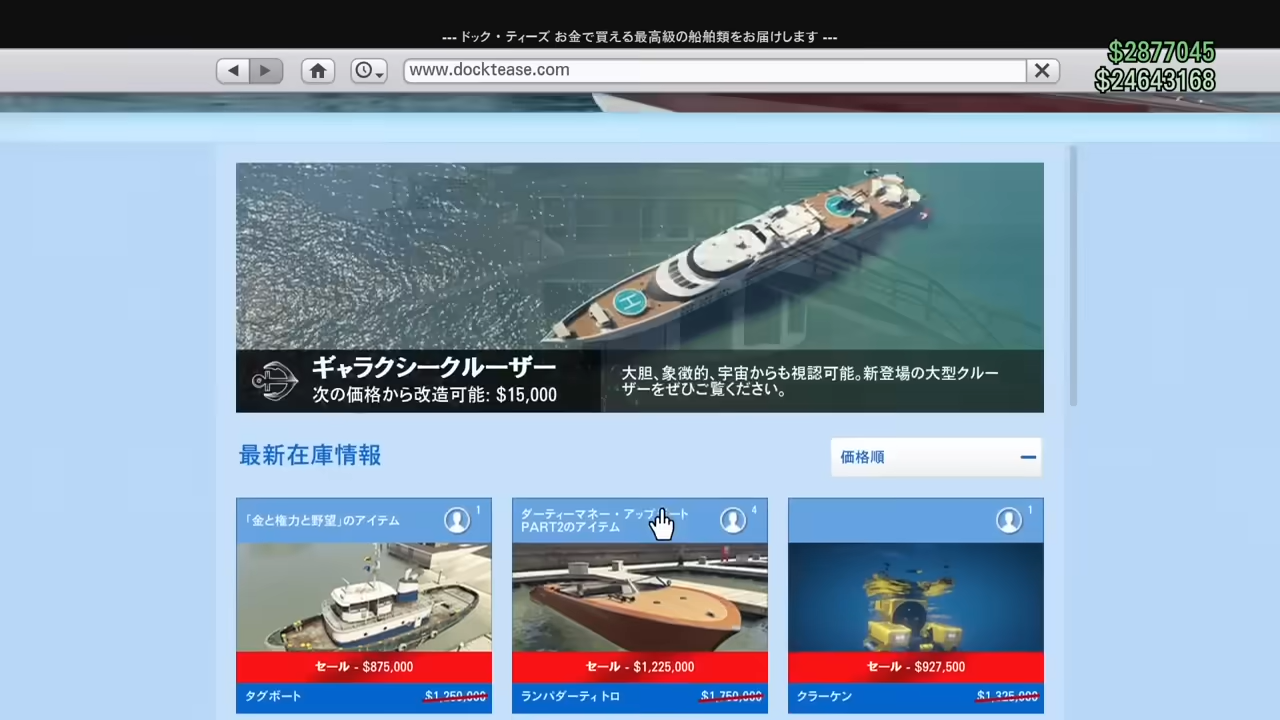 --- ドック・ティーズ お金で買える最高級の船舶類をお届けします ---
$2877045
www.docktease.com
$24643168
ギャラクシークルーザー
次の価格から改造可能: $15,000
大胆、象徴的、宇宙からも視認可能。新登場の大型クルー
ザーをぜひご覧ください。
最新在庫情報
価格順
「金と権力と野望」のアイテム
1
ダーティーマネー・アップデート
PART2のアイテム
4
1
セール - $875,000
セール - $1,225,000
セール - $927,500
タグボート
$1,250,000
ランパダーティ トロ
$1,750,000
クラーケン
$1,325,000